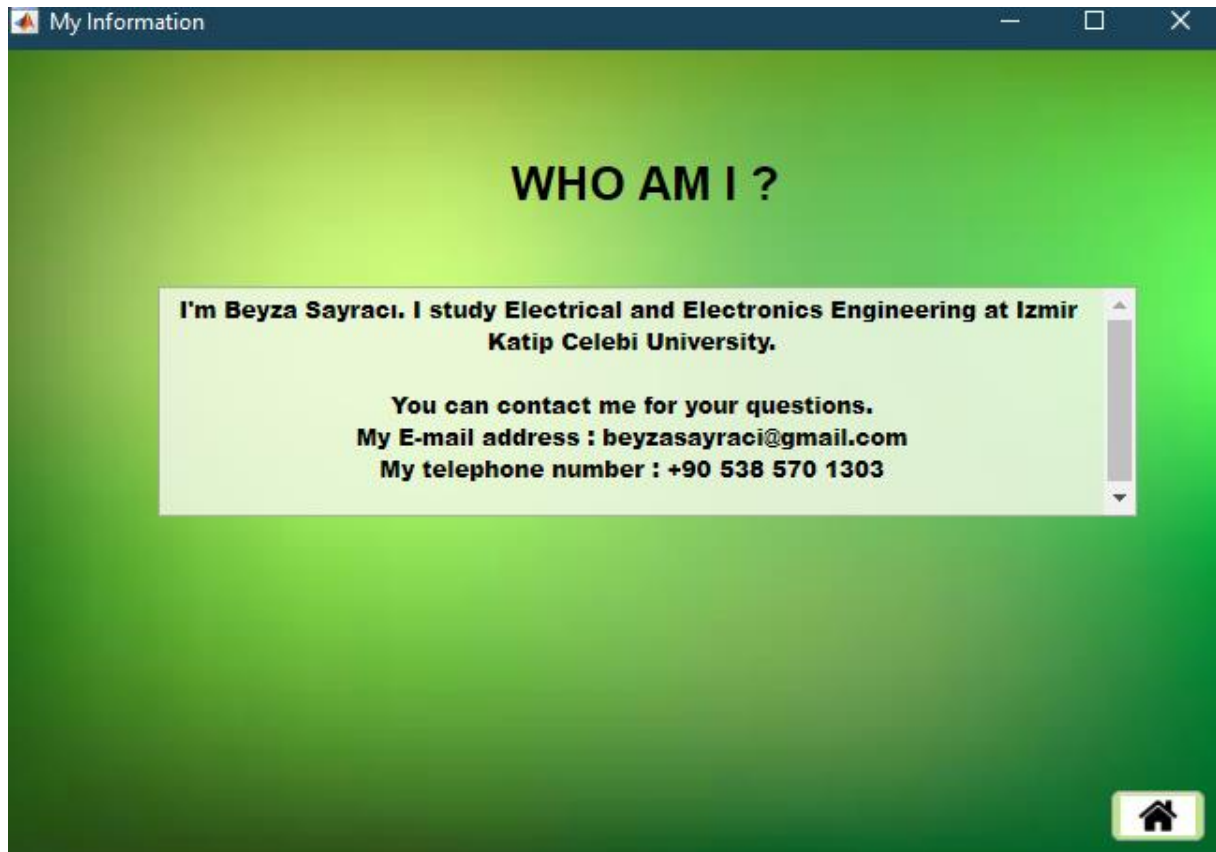 My Information
WHO AM I ?
I'm Beyza Sayracı. I study Electrical and Electronics Engineering at Izmir
Katip Celebi University.
You can contact me for your questions.
My E-mail address : beyzasayraci@gmail.com
My telephone number : +90 538 570 1303